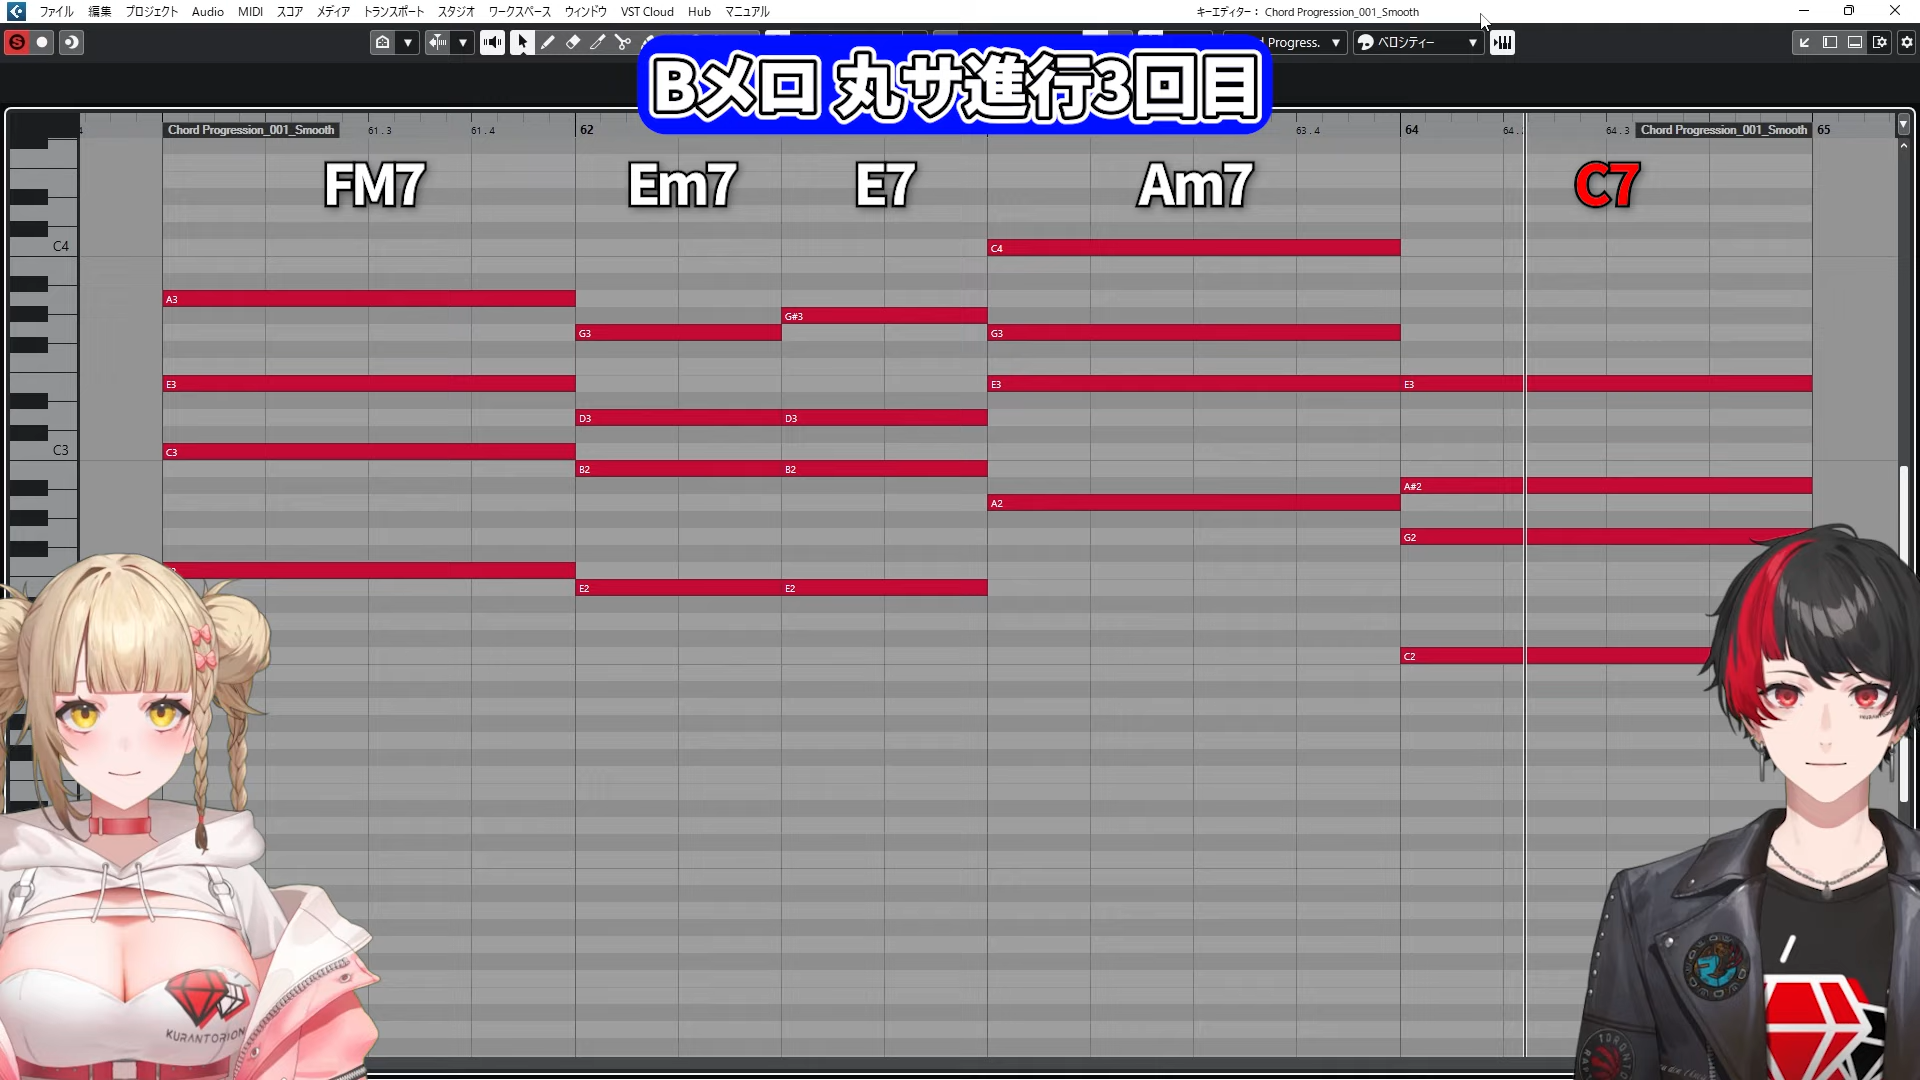 ファイル 編集 プロジェクト Audio MIDI スコア メディア トランスポート スタジオ ワークスペース ウィンドウ VST Cloud Hub マニュアル
キーエディター： Chord Progression_001_Smooth
S
Progress. ベロシティー
Bメロ 丸サ進行3回目
Chord Progression_001_Smooth 61.3 61.4 62 63.4 64 64.3 Chord Progression_001_Smooth 65
FM7 Em7 E7 Am7 C7
C4 C4
A3
G#3
G3 G3
E3 E3 E3
D3 D3
C3 C3
B2 B2
A#2
A2
G2
E2 E2
C2
KURANTORION